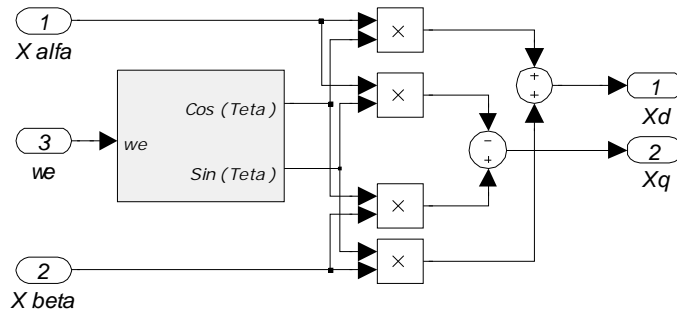 1
X alfa
×
+
+
1
Xd
Cos (Teta)
×
3
we
we
−
+
2
Xq
Sin (Teta)
×
2
X beta
×